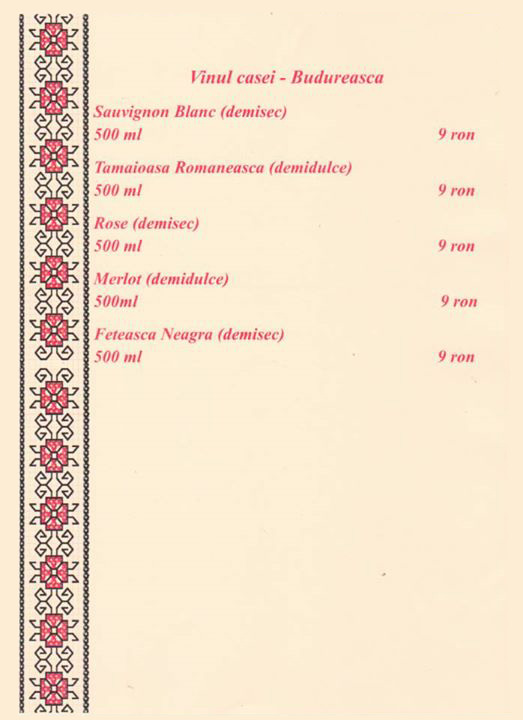 Vinul casei - Budureasca
Sauvignon Blanc (demisec)
500 ml 9 ron
Tamaioasa Romaneasca (demidulce)
500 ml 9 ron
Rose (demisec)
500 ml 9 ron
Merlot (demidulce)
500ml 9 ron
Feteasca Neagra (demisec)
500 ml 9 ron